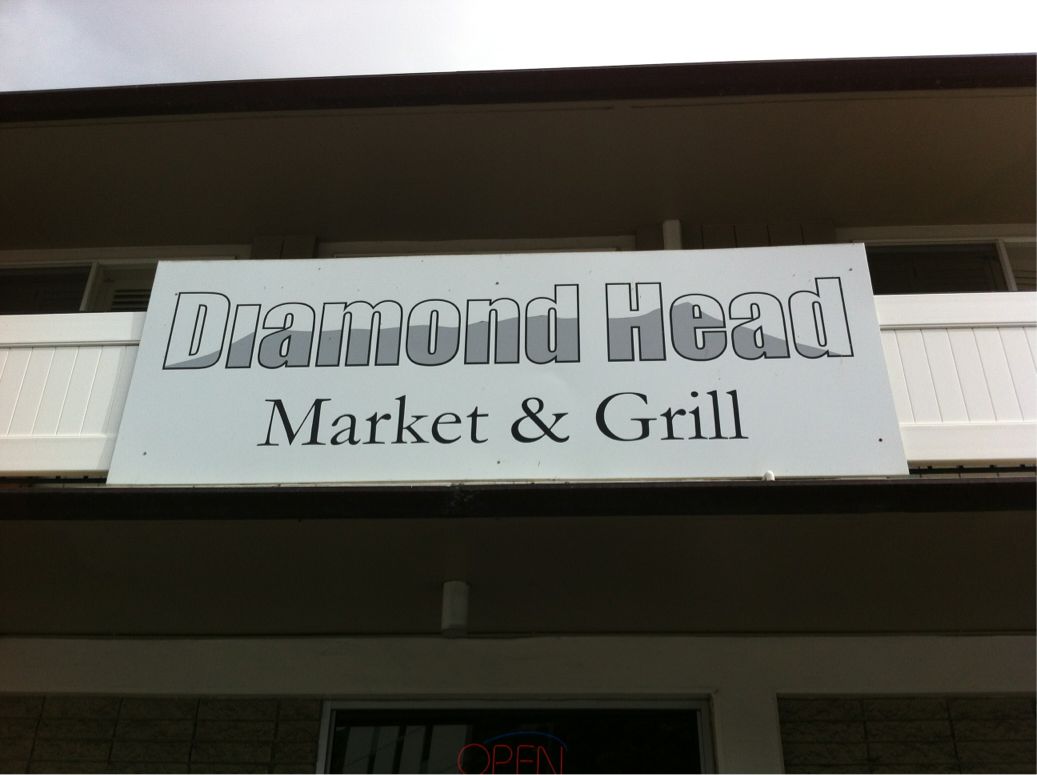 Diamond Head
Market & Grill
OPEN